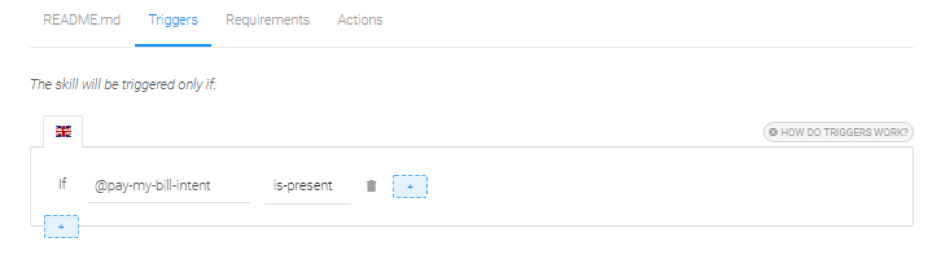 README.md Triggers Requirements Actions
The skill will be triggered only if:
HOW DO TRIGGERS WORK?
If @pay-my-bill-intent is-present +
+